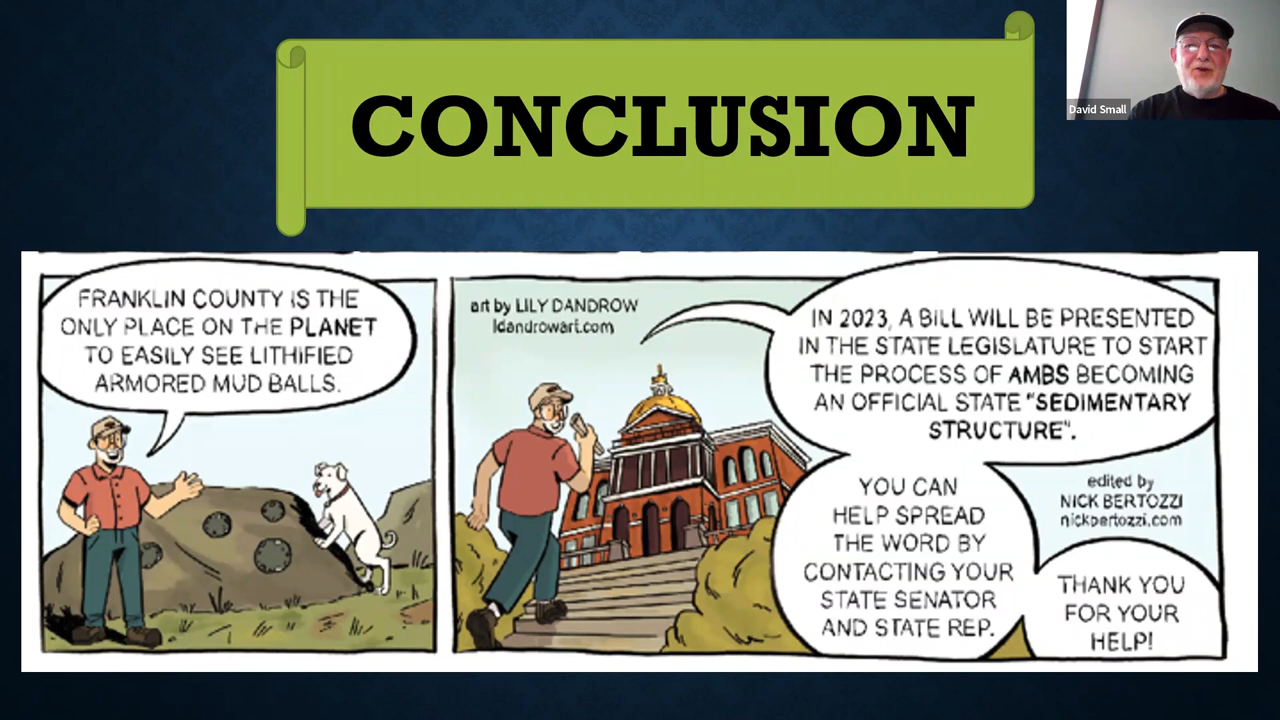 CONCLUSION
David Small
FRANKLIN COUNTY IS THE
ONLY PLACE ON THE PLANET
TO EASILY SEE LITHIFIED
ARMORED MUD BALLS.
art by LILY DANDROW
ldandrowart.com
IN 2023, A BILL WILL BE PRESENTED
IN THE STATE LEGISLATURE TO START
THE PROCESS OF AMBS BECOMING
AN OFFICIAL STATE "SEDIMENTARY
STRUCTURE".
YOU CAN
HELP SPREAD
THE WORD BY
CONTACTING YOUR
STATE SENATOR
AND STATE REP.
edited by
NICK BERTOZZI
nickbertozzi.com
THANK YOU
FOR YOUR
HELP!